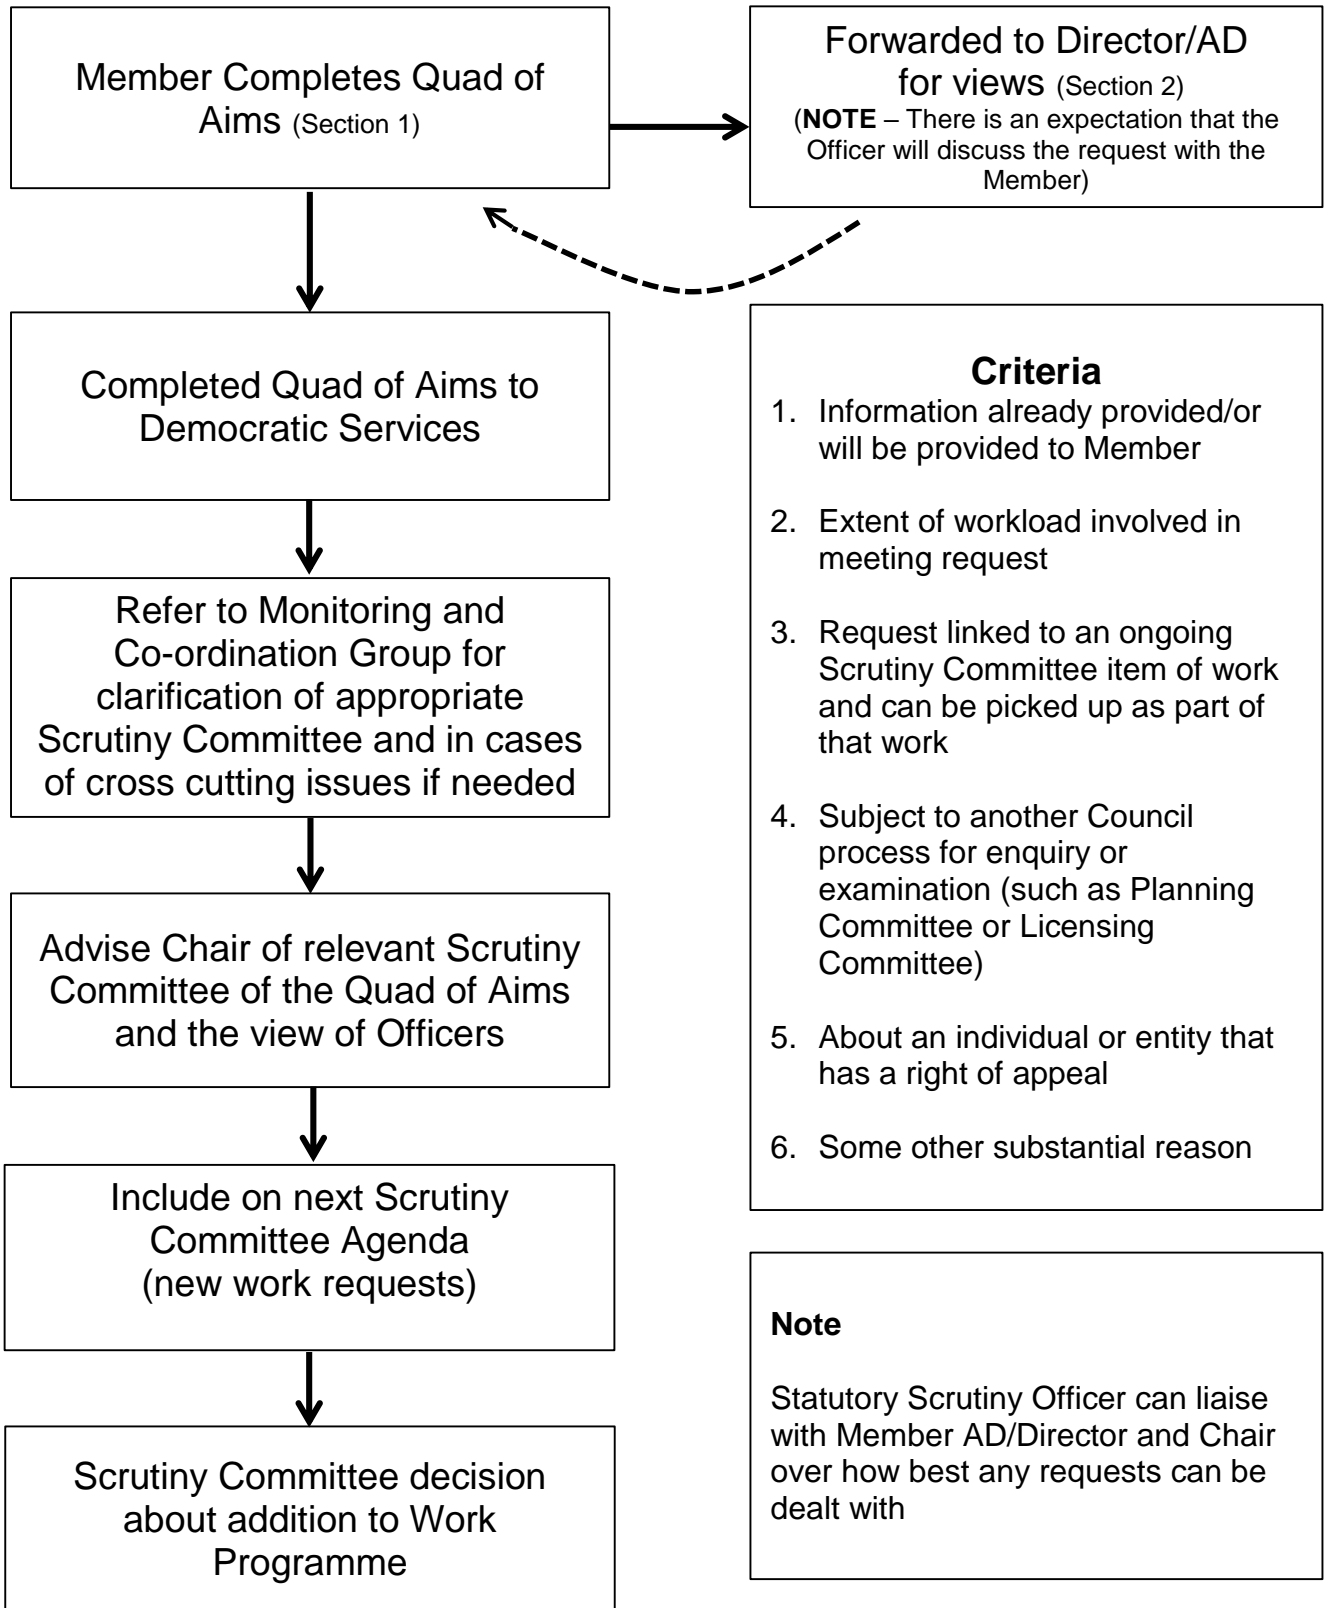 Member Completes Quad of
Aims (Section 1)
Forwarded to Director/AD
for views (Section 2)
(NOTE – There is an expectation that the
Officer will discuss the request with the
Member)
Completed Quad of Aims to
Democratic Services
Refer to Monitoring and
Co-ordination Group for
clarification of appropriate
Scrutiny Committee and in cases
of cross cutting issues if needed
Advise Chair of relevant Scrutiny
Committee of the Quad of Aims
and the view of Officers
Include on next Scrutiny
Committee Agenda
(new work requests)
Scrutiny Committee decision
about addition to Work
Programme
Criteria
1. Information already provided/or
will be provided to Member
2. Extent of workload involved in
meeting request
3. Request linked to an ongoing
Scrutiny Committee item of work
and can be picked up as part of
that work
4. Subject to another Council
process for enquiry or
examination (such as Planning
Committee or Licensing
Committee)
5. About an individual or entity that
has a right of appeal
6. Some other substantial reason
Note
Statutory Scrutiny Officer can liaise
with Member AD/Director and Chair
over how best any requests can be
dealt with